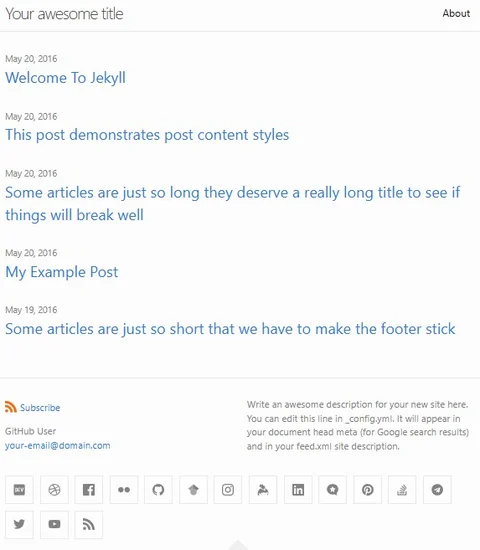 Your awesome title
About
May 20, 2016
Welcome To Jekyll
May 20, 2016
This post demonstrates post content styles
May 20, 2016
Some articles are just so long they deserve a really long title to see if
things will break well
May 20, 2016
My Example Post
May 19, 2016
Some articles are just so short that we have to make the footer stick
Subscribe
GitHub User
your-email@domain.com
Write an awesome description for your new site here.
You can edit this line in _config.yml. It will appear in
your document head meta (for Google search results)
and in your feed.xml site description.
DEV